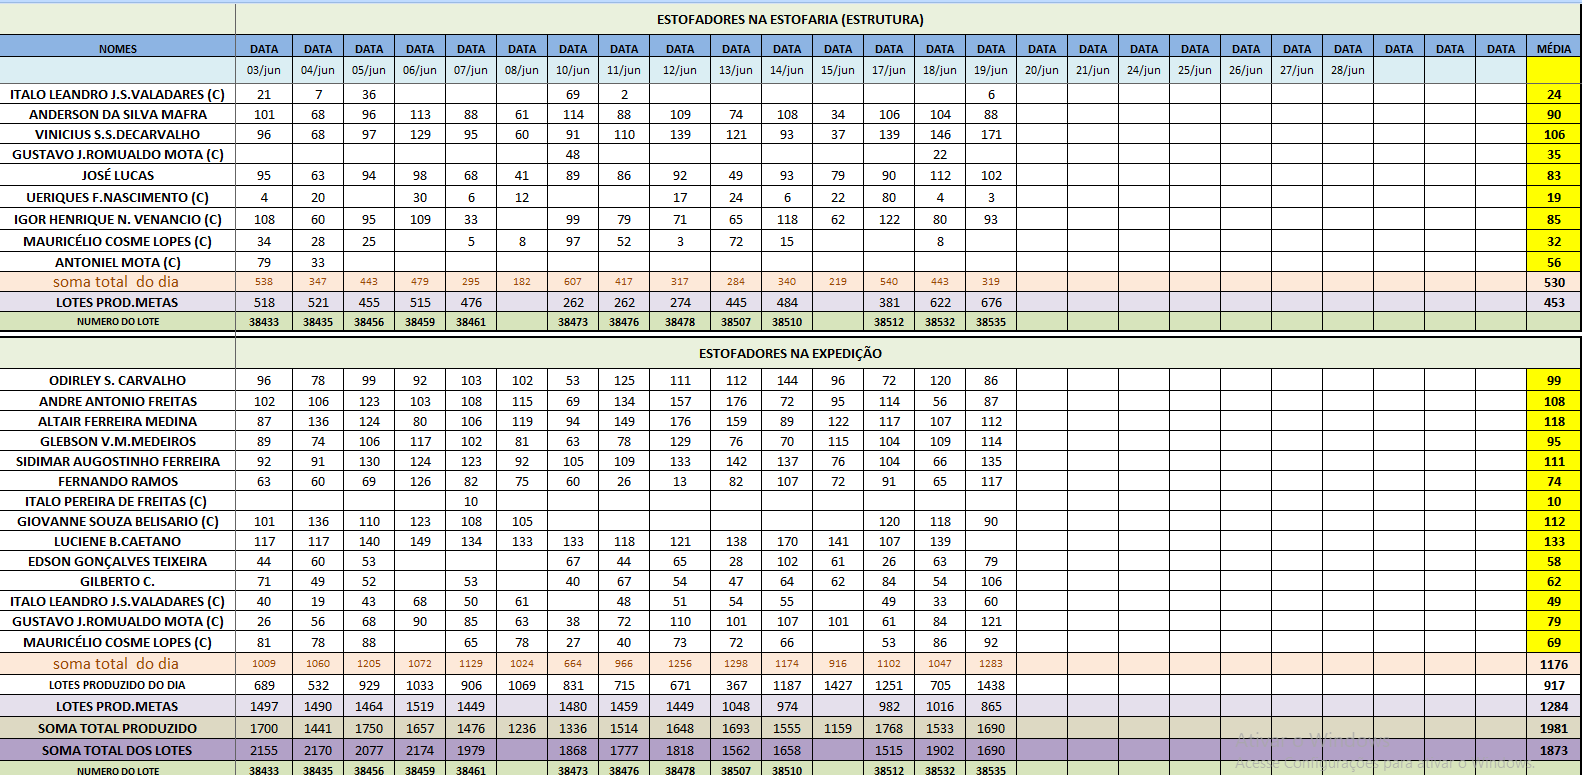 ESTOFADORES NA ESTOFARIA (ESTRUTURA)
NOMES DATA DATA DATA DATA DATA DATA DATA DATA DATA DATA DATA DATA DATA DATA DATA DATA DATA DATA DATA DATA DATA DATA DATA DATA DATA MÉDIA
03/jun 04/jun 05/jun 06/jun 07/jun 08/jun 10/jun 11/jun 12/jun 13/jun 14/jun 15/jun 17/jun 18/jun 19/jun 20/jun 21/jun 24/jun 25/jun 26/jun 27/jun 28/jun
ITALO LEANDRO J.S.VALADARES (C) 21 7 36 69 2 6 24
ANDERSON DA SILVA MAFRA 101 68 96 113 88 61 114 88 109 74 108 34 106 104 88 90
VINICIUS S.S.DECARVALHO 96 68 97 129 95 60 91 110 139 121 93 37 139 146 171 106
GUSTAVO J.ROMUALDO MOTA (C) 48 22 35
JOSÉ LUCAS 95 63 94 98 68 41 89 86 92 49 93 79 90 112 102 83
UERIQUES F.NASCIMENTO (C) 4 20 30 6 12 17 24 6 22 80 4 3 19
IGOR HENRIQUE N. VENANCIO (C) 108 60 95 109 33 99 79 71 65 118 62 122 80 93 85
MAURICÉLIO COSME LOPES (C) 34 28 25 5 8 97 52 3 72 15 8 32
ANTONIEL MOTA (C) 79 33 56
soma total do dia 538 347 443 479 295 182 607 417 317 284 340 219 540 443 319 530
LOTES PROD.METAS 518 521 455 515 476 262 262 274 445 484 381 622 676 453
NUMERO DO LOTE 38433 38435 38456 38459 38461 38473 38476 38478 38507 38510 38512 38532 38535
ESTOFADORES NA EXPEDIÇÃO
ODIRLEY S. CARVALHO 96 78 99 92 103 102 53 125 111 112 144 96 72 120 86 99
ANDRE ANTONIO FREITAS 102 106 123 103 108 115 69 134 157 176 72 95 114 56 87 108
ALTAIR FERREIRA MEDINA 87 136 124 80 106 119 94 149 176 159 89 122 117 107 112 118
GLEBSON V.M.MEDEIROS 89 74 106 117 102 81 63 78 129 76 70 115 104 109 114 95
SIDIMAR AUGOSTINHO FERREIRA 92 91 130 124 123 92 105 109 133 142 137 76 104 66 135 111
FERNANDO RAMOS 63 60 69 126 82 75 60 26 13 82 107 72 91 65 117 74
ITALO PEREIRA DE FREITAS (C) 10 10
GIOVANNE SOUZA BELISARIO (C) 101 136 110 123 108 105 120 118 90 112
LUCIENE B.CAETANO 117 117 140 149 134 133 133 118 121 138 170 141 107 139 133
EDSON GONÇALVES TEIXEIRA 44 60 53 67 44 65 28 102 61 26 63 79 58
GILBERTO C. 71 49 52 53 40 67 54 47 64 62 84 54 106 62
ITALO LEANDRO J.S.VALADARES (C) 40 19 43 68 50 61 48 51 54 55 49 33 60 49
GUSTAVO J.ROMUALDO MOTA (C) 26 56 68 90 85 63 38 72 110 101 107 101 61 84 121 79
MAURICÉLIO COSME LOPES (C) 81 78 88 65 78 27 40 73 72 66 53 86 92 69
soma total do dia 1009 1060 1205 1072 1129 1024 664 966 1256 1298 1174 916 1102 1047 1283 1176
LOTES PRODUZIDO DO DIA 689 532 929 1033 906 1069 831 715 671 367 1187 1427 1251 705 1438 917
LOTES PROD.METAS 1497 1490 1464 1519 1449 1480 1459 1449 1048 974 982 1016 865 1284
SOMA TOTAL PRODUZIDO 1700 1441 1750 1657 1476 1236 1336 1514 1648 1693 1555 1159 1768 1533 1690 1981
SOMA TOTAL DOS LOTES 2155 2170 2077 2174 1979 1868 1777 1818 1562 1658 1515 1902 1690 1873
Acesse Configurações para ativar o Windows.
NUMERO DO LOTE 38433 38435 38456 38459 38461 38473 38476 38478 38507 38510 38512 38532 38535